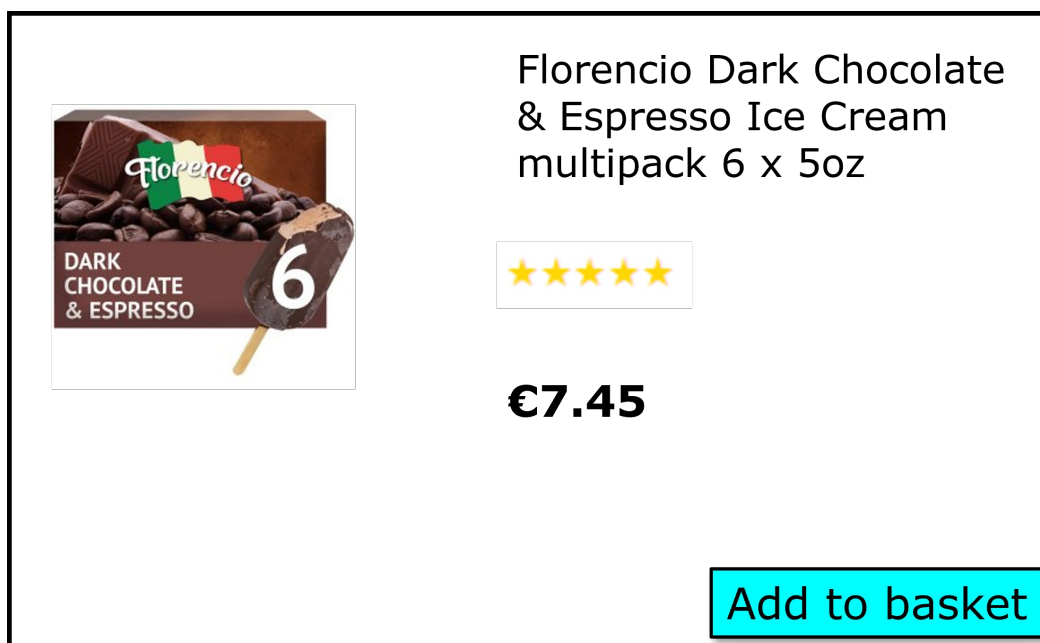 Florencio Dark Chocolate
& Espresso Ice Cream
multipack 6 x 5oz
Florencio
DARK
CHOCOLATE
& ESPRESSO
6
€7.45
Add to basket